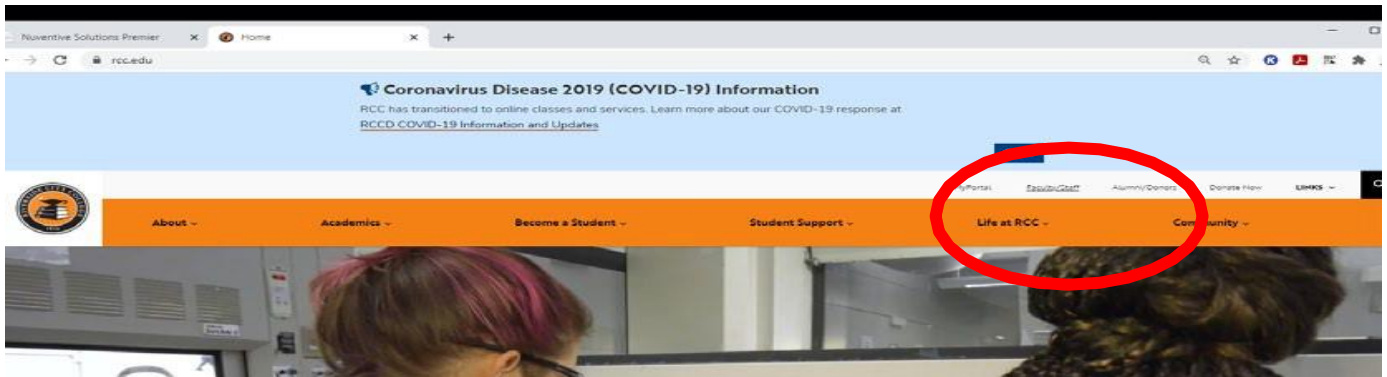 Nuventive Solutions Premier Home
rcc.edu
Coronavirus Disease 2019 (COVID-19) Information
RCC has transitioned to online classes and services. Learn more about our COVID-19 response at
RCCD COVID-19 Information and Updates
yPortal Faculty/Staff Alumni/Donors Donate Now LINKS
About Academics Become a Student Student Support Life at RCC Community